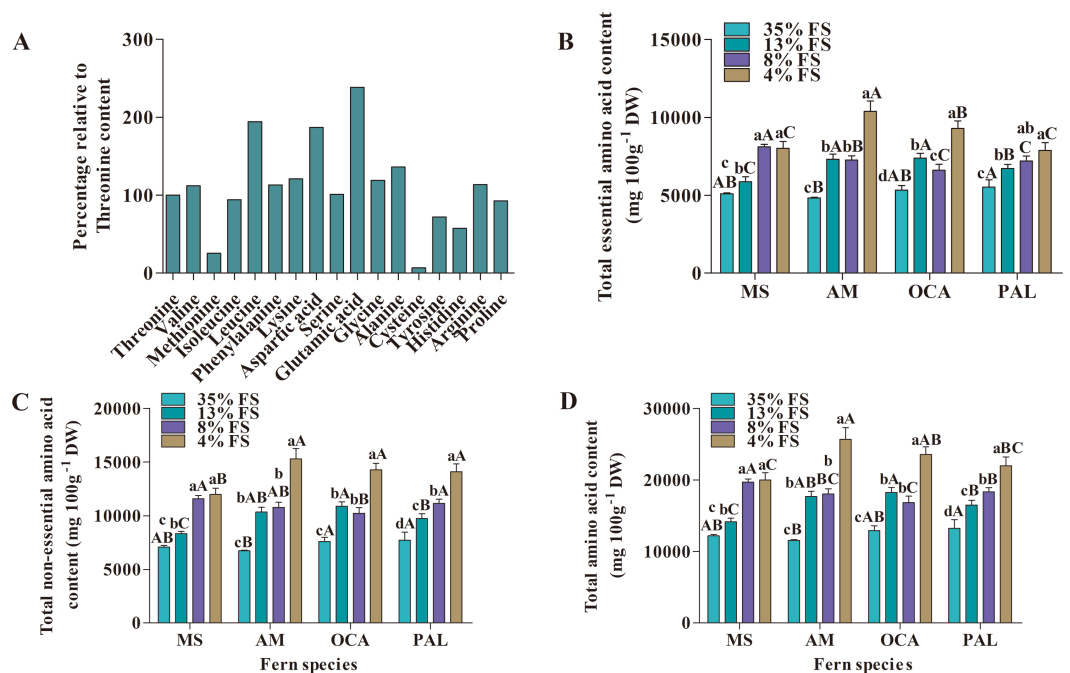 A
Percentage relative to
Threonine content
300
200
100
0
Threonine
Valine
Methionine
Isoleucine
Leucine
Phenylalanine
Lysine
Aspartic acid
Serine
Glutamic acid
Glycine
Alanine
Cysteine
Tyrosine
Histidine
Arginine
Proline
B
Total essential amino acid content
(mg 100g⁻¹ DW)
15000
10000
5000
0
35% FS
13% FS
8% FS
4% FS
c
AB
bC
aA
aC
cB
bA
bB
aA
dAB
bA
cC
aB
cA
bB
ab
C
aC
MS
AM
OCA
PAL
C
Total non-essential amino acid
content (mg 100g⁻¹ DW)
20000
15000
10000
5000
0
35% FS
13% FS
8% FS
4% FS
c
AB
bC
aA
aB
cB
bAB
b
AB
aA
cA
bA
bB
aA
dA
cB
bA
aA
MS
AM
OCA
PAL
Fern species
D
Total amino acid content
(mg 100g⁻¹ DW)
30000
20000
10000
0
35% FS
13% FS
8% FS
4% FS
c
AB
bC
aA
aC
cB
bAB
b
BC
aA
cAB
bA
bC
aAB
dA
cB
bB
aBC
MS
AM
OCA
PAL
Fern species